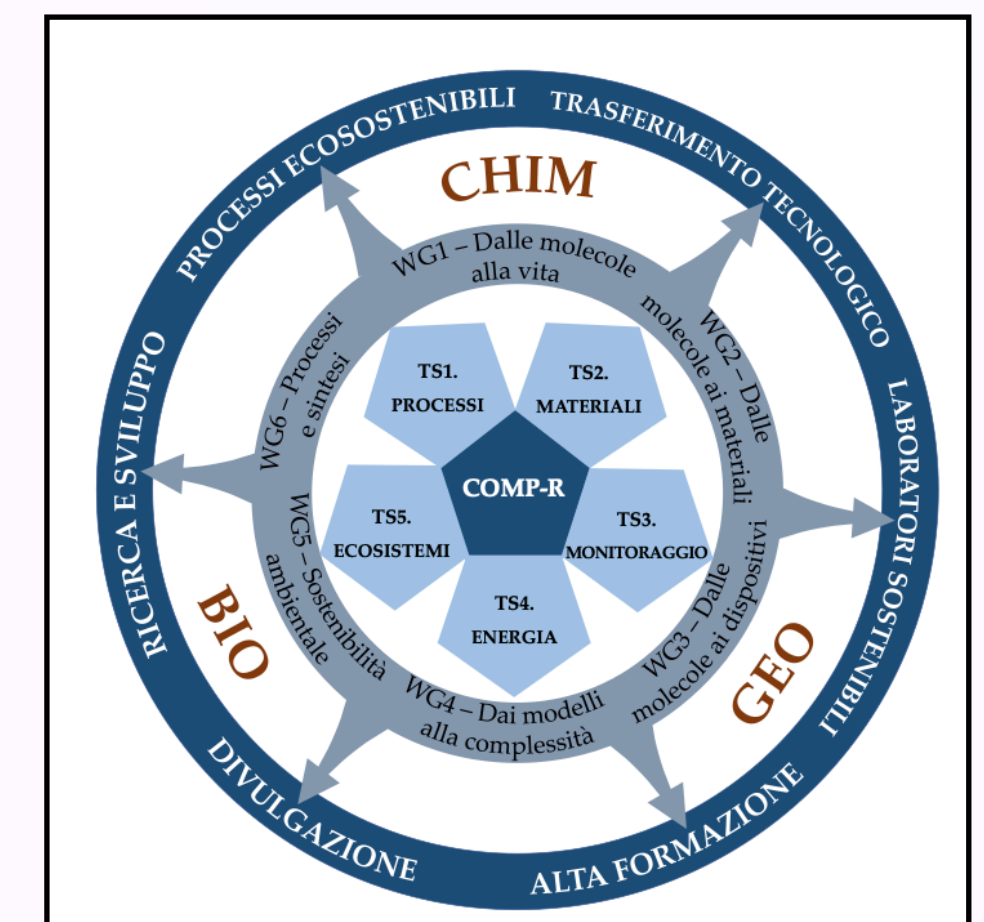 PROCESSI ECOSOSTENIBILI
TRASFERIMENTO TECNOLOGICO
LABORATORI SOSTENIBILI
ALTA FORMAZIONE
DIVULGAZIONE
RICERCA E SVILUPPO
CHIM
GEO
BIO
WG1 – Dalle molecole
alla vita
WG2 – Dalle
molecole ai materiali
WG3 – Dalle
molecole ai dispositivi
WG4 – Dai modelli
alla complessità
WG5 – Sostenibilità
ambientale
WG6 – Processi
e sintesi
TS1.
PROCESSI
TS2.
MATERIALI
TS3.
MONITORAGGIO
TS4.
ENERGIA
TS5.
ECOSISTEMI
COMP-R